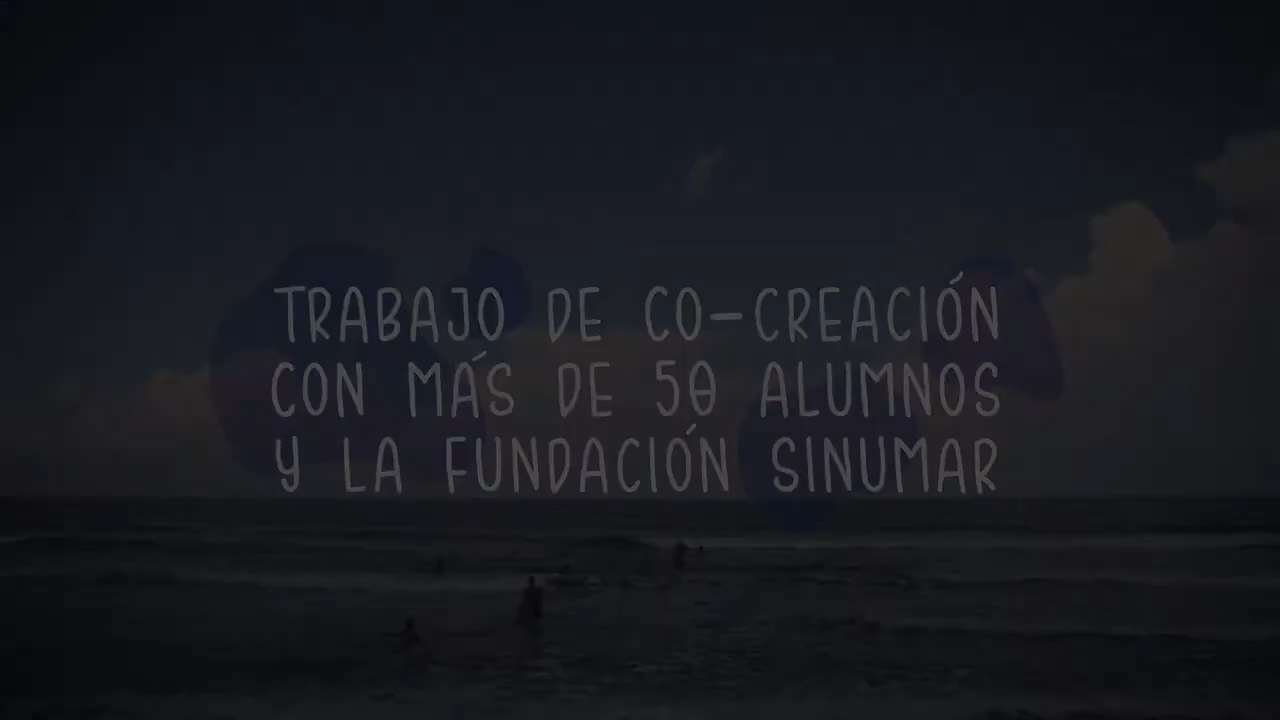 TRABAJO DE CO-CREACIÓN
CON MÁS DE 50 ALUMNOS
Y LA FUNDACIÓN SINUMAR